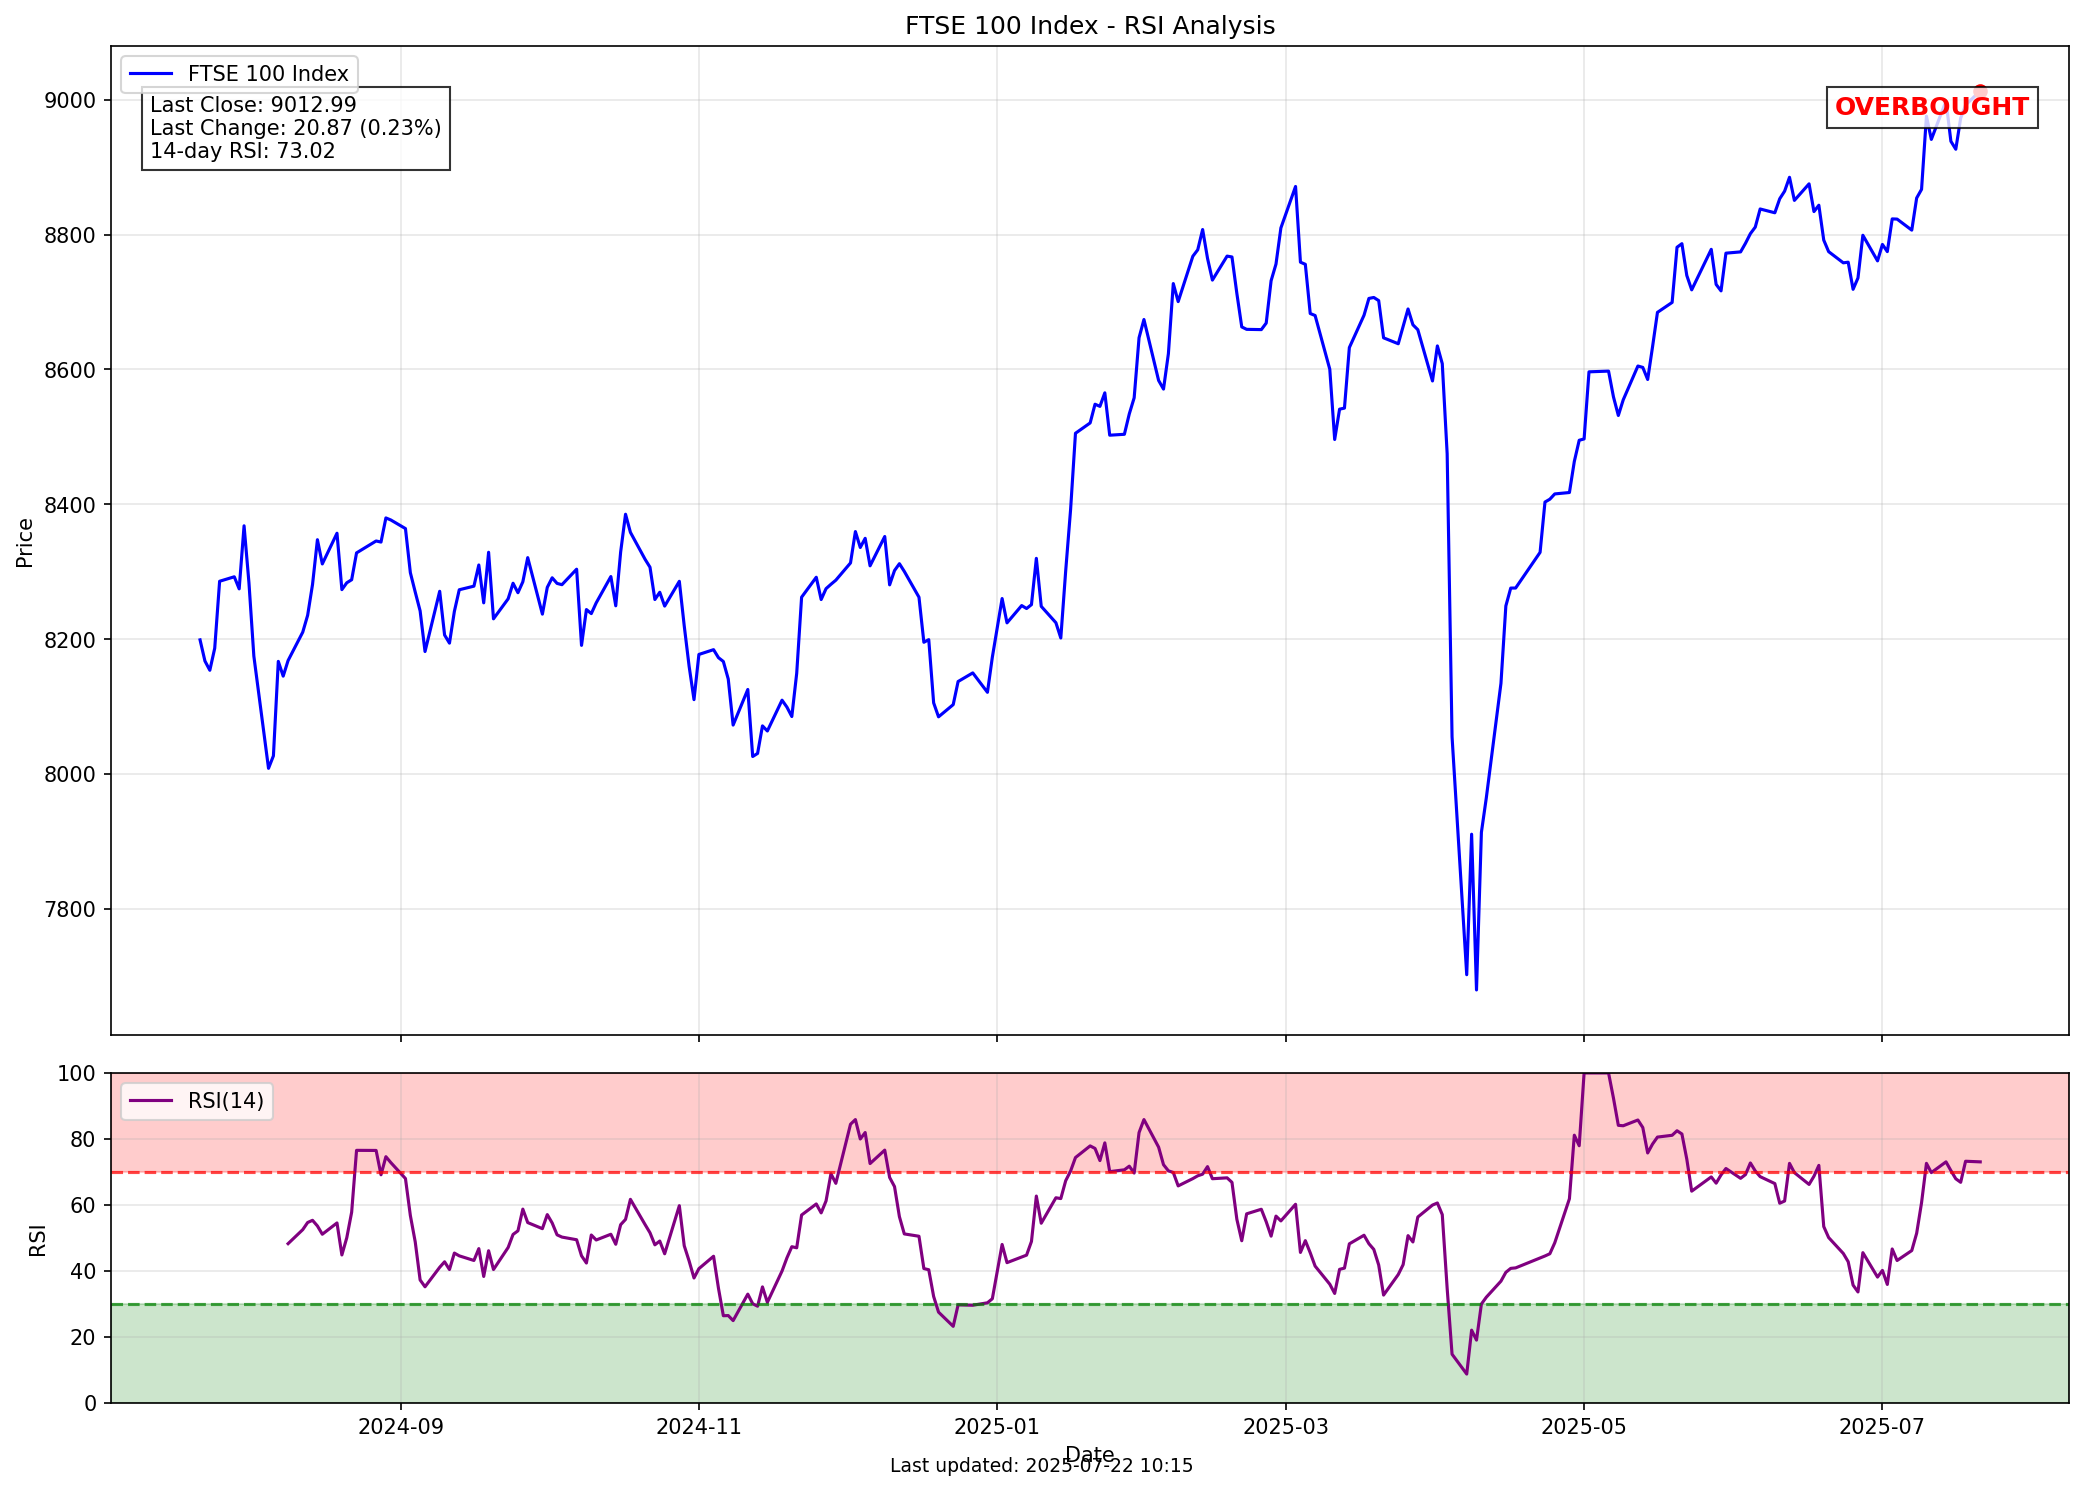 FTSE 100 Index - RSI Analysis
FTSE 100 Index
Last Close: 9012.99
Last Change: 20.87 (0.23%)
14-day RSI: 73.02
OVERBOUGHT
Price
9000
8800
8600
8400
8200
8000
7800
RSI(14)
RSI
100
80
60
40
20
0
2024-09
2024-11
2025-01
2025-03
2025-05
2025-07
Date
Last updated: 2025-07-22 10:15